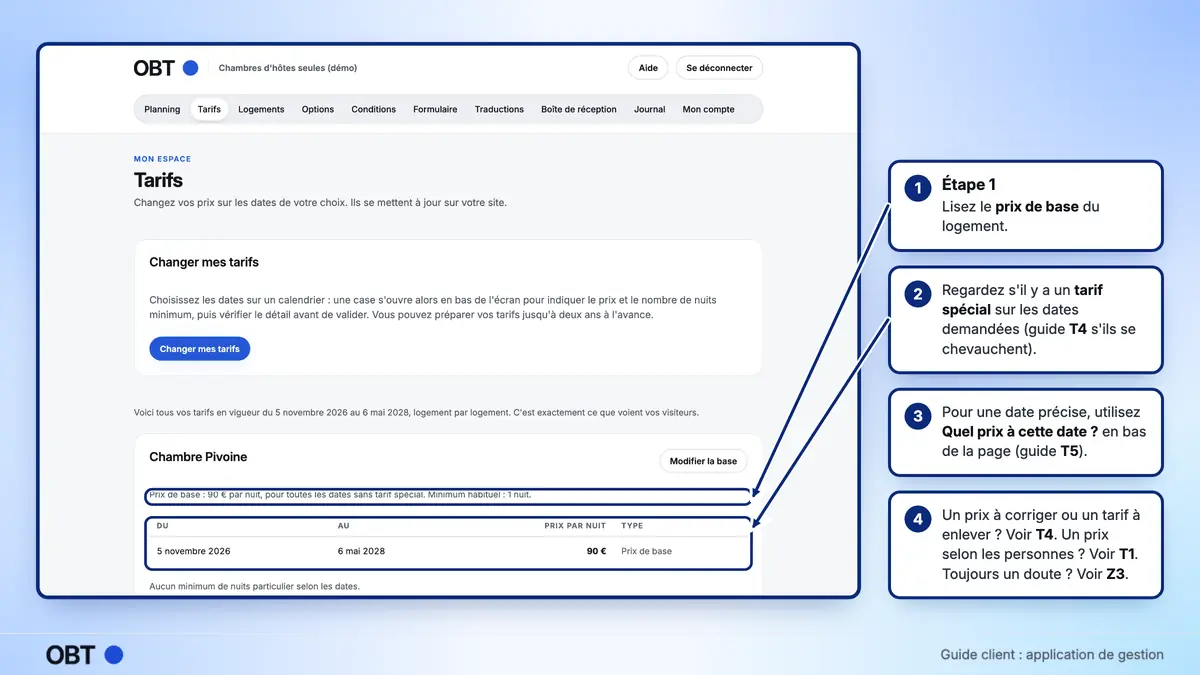 OBT
Chambres d'hôtes seules (démo)
Aide
Se déconnecter
Planning
Tarifs
Logements
Options
Conditions
Formulaire
Traductions
Boîte de réception
Journal
Mon compte
MON ESPACE
Tarifs
Changez vos prix sur les dates de votre choix. Ils se mettent à jour sur votre site.
Changer mes tarifs
Choisissez les dates sur un calendrier : une case s'ouvre alors en bas de l'écran pour indiquer le prix et le nombre de nuits
minimum, puis vérifier le détail avant de valider. Vous pouvez préparer vos tarifs jusqu'à deux ans à l'avance.
Changer mes tarifs
Voici tous vos tarifs en vigueur du 5 novembre 2026 au 6 mai 2028, logement par logement. C'est exactement ce que voient vos visiteurs.
Chambre Pivoine
Modifier la base
Prix de base : 90 € par nuit, pour toutes les dates sans tarif spécial. Minimum habituel : 1 nuit.
DU AU PRIX PAR NUIT TYPE
5 novembre 2026 6 mai 2028 90 € Prix de base
Aucun minimum de nuits particulier selon les dates.
1
Étape 1
Lisez le prix de base du
logement.
2
Regardez s'il y a un tarif
spécial sur les dates
demandées (guide T4 s'ils se
chevauchent).
3
Pour une date précise, utilisez
Quel prix à cette date ? en bas
de la page (guide T5).
4
Un prix à corriger ou un tarif à
enlever ? Voir T4. Un prix
selon les personnes ? Voir T1.
Toujours un doute ? Voir Z3.
OBT
Guide client : application de gestion